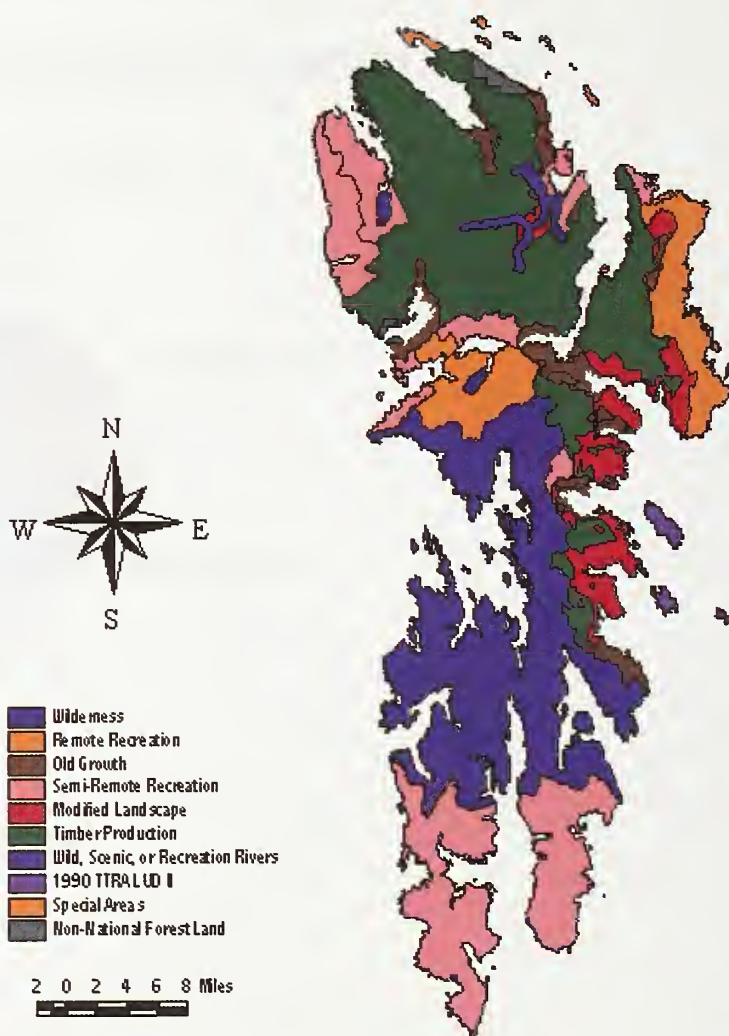 N
W E
S
Wilderness
Remote Recreation
Old Growth
Semi-Remote Recreation
Modified Landscape
Timber Production
Wild, Scenic, or Recreation Rivers
1990 TTRA LUD II
Special Areas
Non-National Forest Land
2 0 2 4 6 8 Miles